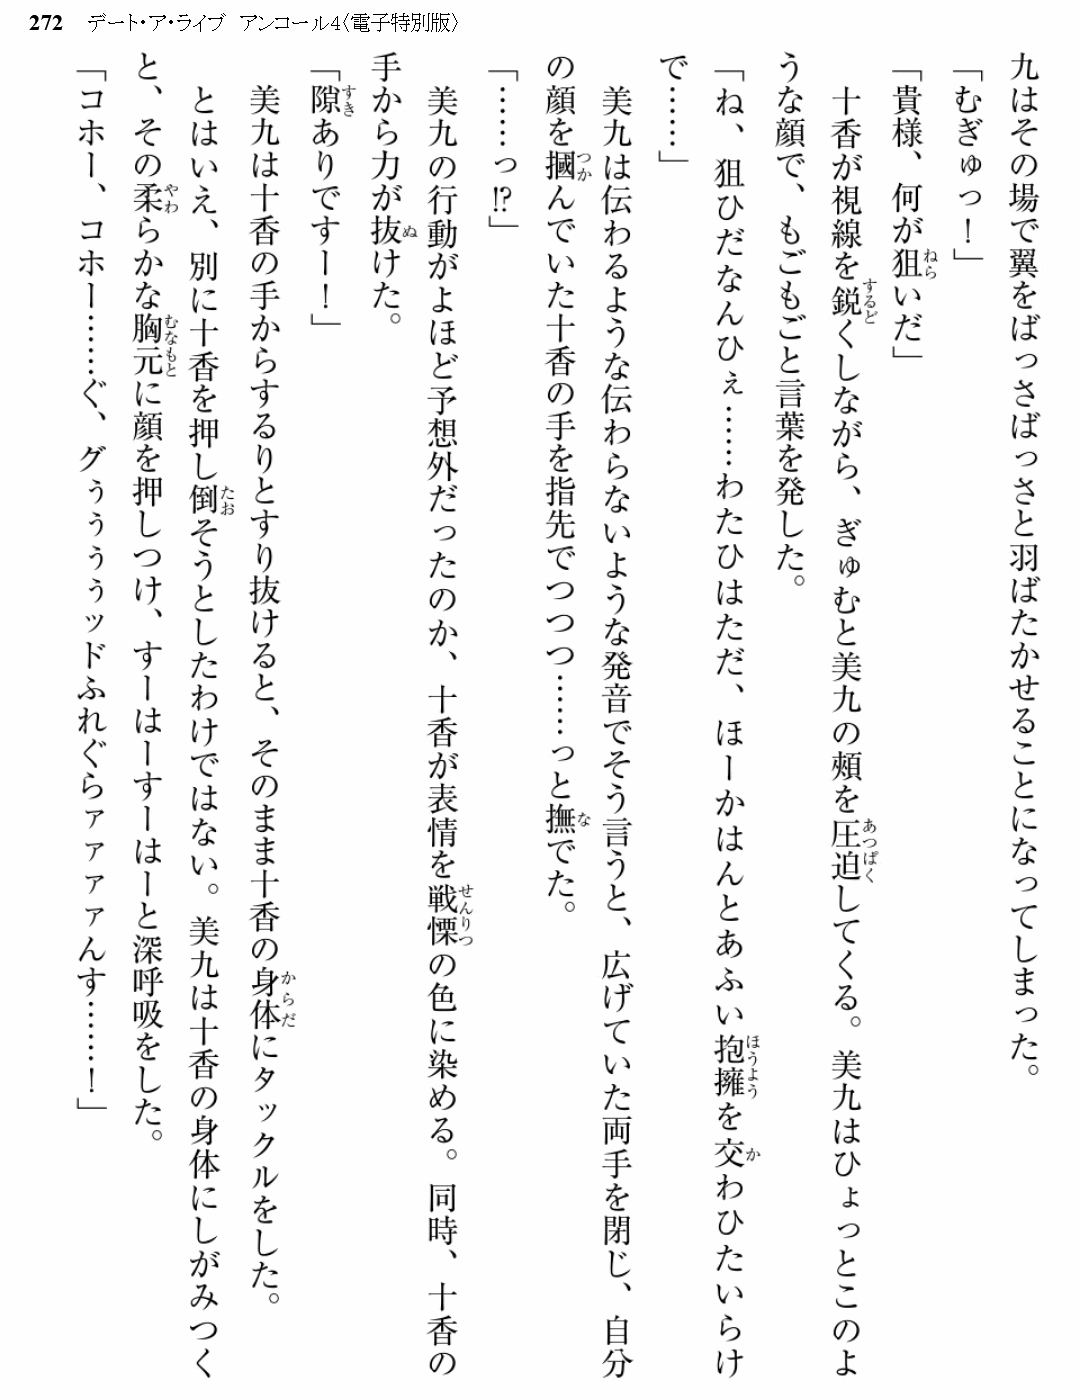 272 デート・ア・ライブ アンコール4〈電子特別版〉
九はその場で翼をばっさばっさと羽ばたかせることになってしまった。
「むぎゅっ！」
「貴様、何が狙いだ」
十香が視線を鋭くしながら、ぎゅむと美九の頰を圧迫してくる。美九はひょっとこのよ
うな顔で、もごもごと言葉を発した。
「ね、狙ひだなんひぇ……わたひはただ、ほーかはんとあふい抱擁を交わひたいらけ
で……」
美九は伝わるような伝わらないような発音でそう言うと、広げていた両手を閉じ、自分
の顔を摑んでいた十香の手を指先でつつつ……っと撫でた。
「……っ!?」
美九の行動がよほど予想外だったのか、十香が表情を戦慄の色に染める。同時、十香の
手から力が抜けた。
「隙ありですー！」
美九は十香の手からするりとすり抜けると、そのまま十香の身体にタックルをした。
とはいえ、別に十香を押し倒そうとしたわけではない。美九は十香の身体にしがみつく
と、その柔らかな胸元に顔を押しつけ、すーはーすーはーと深呼吸をした。
「コホー、コホー……ぐ、グぅぅぅぅッドふれぐらァァァァんす……！」